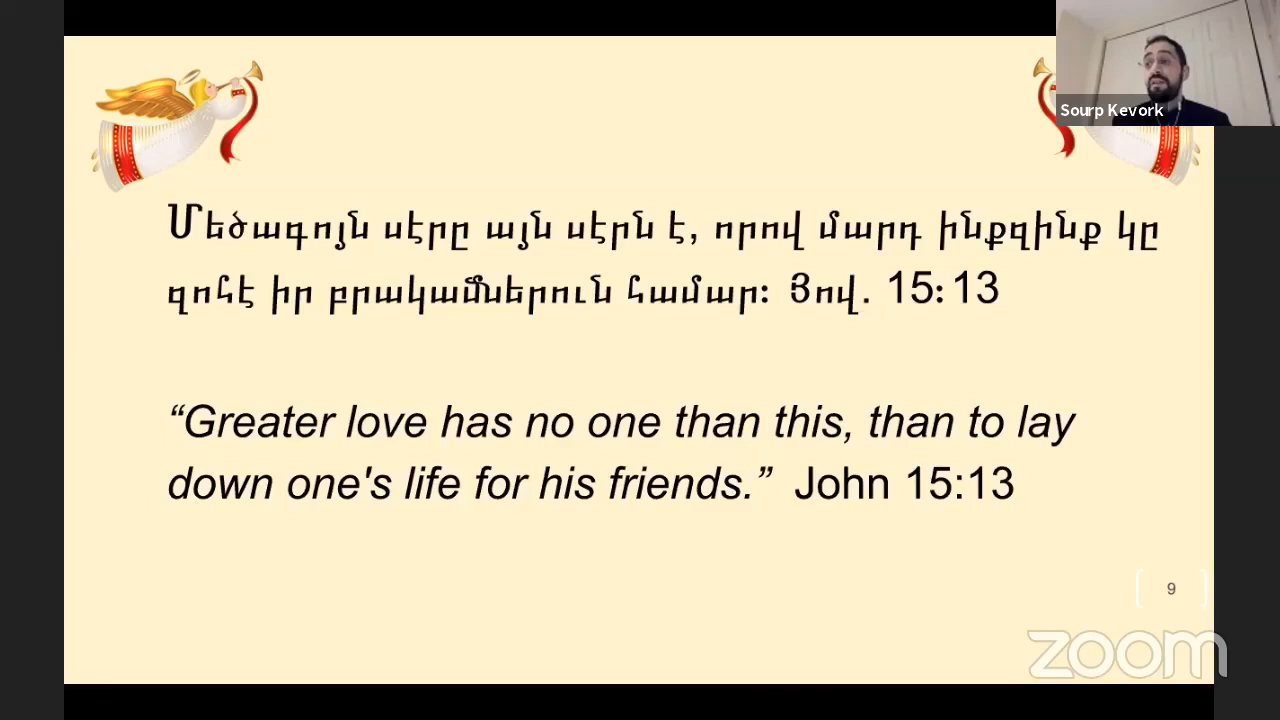 Sourp Kevork
Մեծագոյն սէրը այն սէրն է, որով մարդ ինքզինք կը
զոհէ իր բրականներուն համար։ Յով. 15։13
“Greater love has no one than this, than to lay
down one's life for his friends.” John 15:13
9
zoom